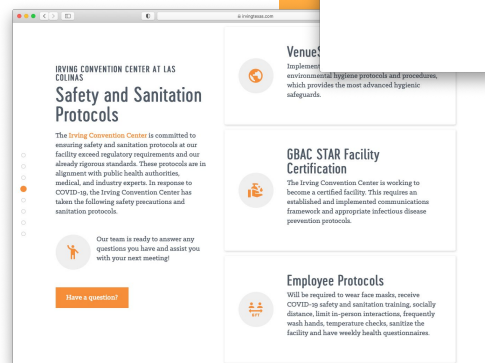 irvingtexas.com
IRVING CONVENTION CENTER AT LAS
COLINAS
Safety and Sanitation
Protocols
The Irving Convention Center is committed to
ensuring safety and sanitation protocols at our
facility exceed regulatory requirements and our
already rigorous standards. These protocols are in
alignment with public health authorities,
medical, and industry experts. In response to
COVID-19, the Irving Convention Center has
taken the following safety precautions and
sanitation protocols.
Our team is ready to answer any
questions you have and assist you
with your next meeting!
Have a question?
environmental hygiene protocols and procedures,
which provides the most advanced hygienic
safeguards.
GBAC STAR Facility
Certification
The Irving Convention Center is working to
become a certified facility. This requires an
established and implemented communications
framework and appropriate infectious disease
prevention protocols.
6FT
Employee Protocols
Will be required to wear face masks, receive
COVID-19 safety and sanitation training, socially
distance, limit in-person interactions, frequently
wash hands, temperature checks, sanitize the
facility and have weekly health questionnaires.